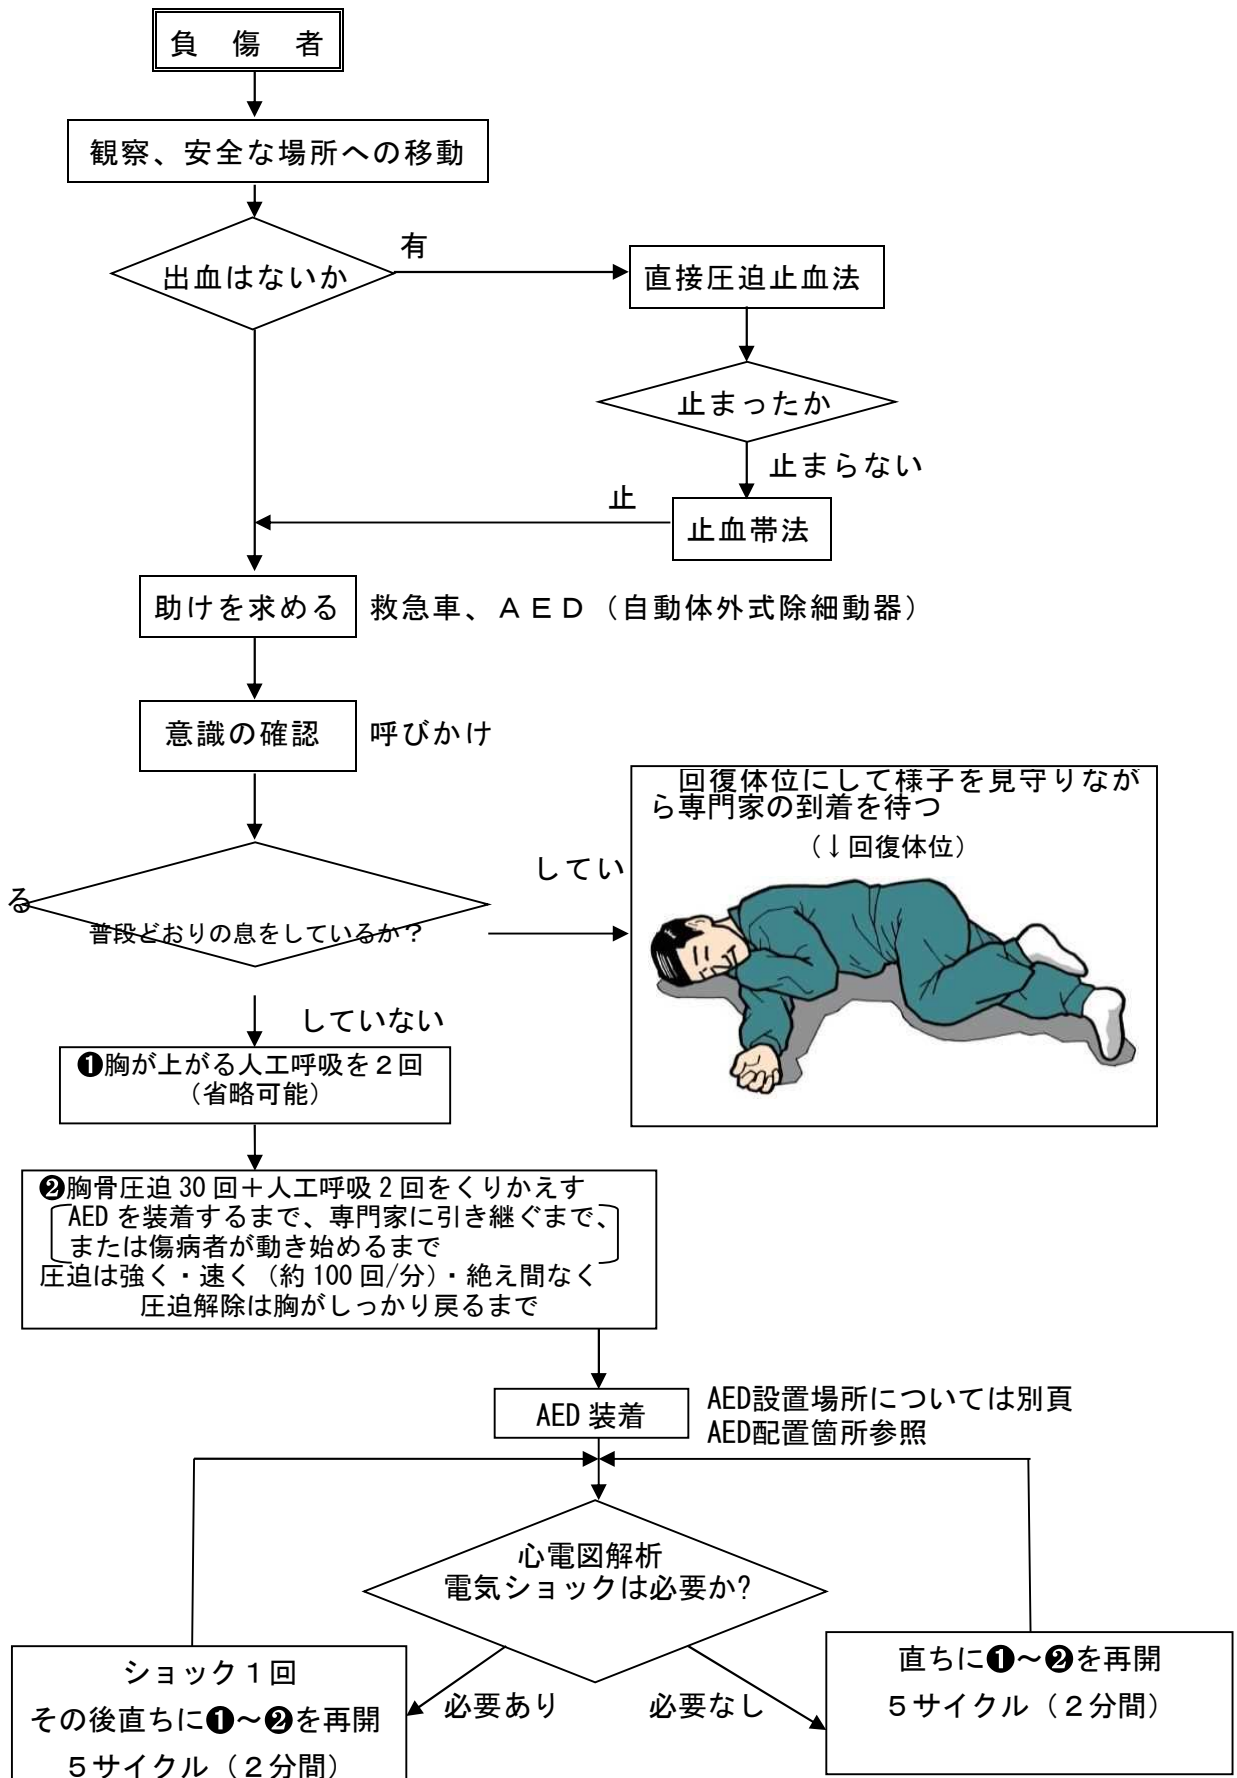 負　傷　者
観察、安全な場所への移動
出血はないか
有
直接圧迫止血法
止まったか
止まらない
止
止血帯法
助けを求める
救急車、ＡＥＤ（自動体外式除細動器）
意識の確認
呼びかけ
回復体位にして様子を見守りなが
ら専門家の到着を待つ
（↓回復体位）
してい
る
普段どおりの息をしているか？
していない
❶胸が上がる人工呼吸を２回
（省略可能）
❷胸骨圧迫 30 回＋人工呼吸 2 回をくりかえす
AED を装着するまで、専門家に引き継ぐまで、
または傷病者が動き始めるまで
圧迫は強く・速く（約 100 回/分）・絶え間なく
圧迫解除は胸がしっかり戻るまで
AED 装着
AED設置場所については別頁
AED配置箇所参照
心電図解析
電気ショックは必要か?
必要あり
必要なし
ショック１回
その後直ちに❶～❷を再開
５サイクル（２分間）
直ちに❶～❷を再開
５サイクル（２分間）